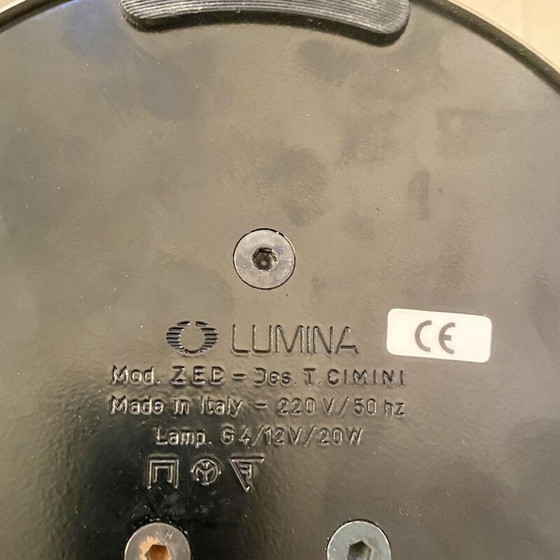 LUMINA
CE
Mod. ZED - Des. T. CIMINI
Made in Italy - 220 V/50 hz
Lamp. G4/12V/20W